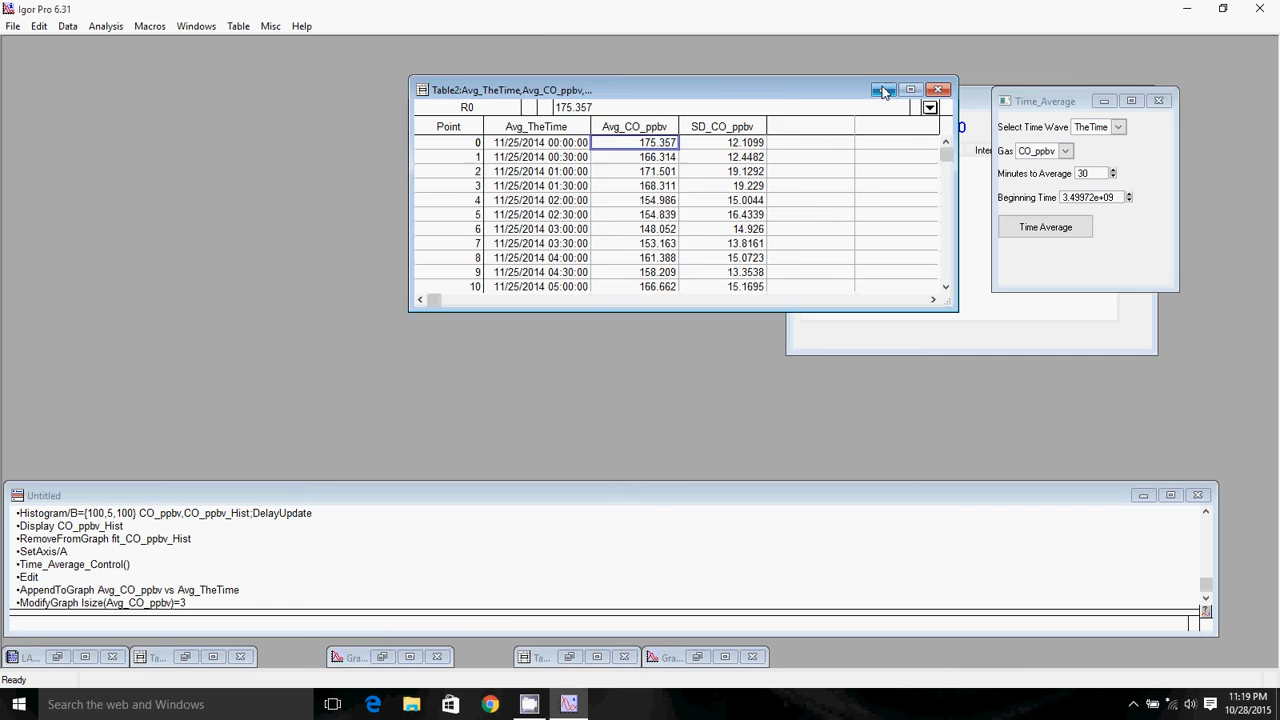 Igor Pro 6.31
File Edit Data Analysis Macros Windows Table Misc Help
Table2:Avg_TheTime,Avg_CO_ppbv,...
R0 175.357
Point Avg_TheTime Avg_CO_ppbv SD_CO_ppbv
0 11/25/2014 00:00:00 175.357 12.1099
1 11/25/2014 00:30:00 166.314 12.4482
2 11/25/2014 01:00:00 171.501 19.1292
3 11/25/2014 01:30:00 168.311 19.229
4 11/25/2014 02:00:00 154.986 15.0044
5 11/25/2014 02:30:00 154.839 16.4339
6 11/25/2014 03:00:00 148.052 14.926
7 11/25/2014 03:30:00 153.163 13.8161
8 11/25/2014 04:00:00 161.388 15.0723
9 11/25/2014 04:30:00 158.209 13.3538
10 11/25/2014 05:00:00 166.662 15.1695
0
Inter
Time_Average
Select Time Wave TheTime
Gas CO_ppbv
Minutes to Average 30
Beginning Time 3.49972e+09
Time Average
Untitled
•Histogram/B={100,5,100} CO_ppbv,CO_ppbv_Hist;DelayUpdate
•Display CO_ppbv_Hist
•RemoveFromGraph fit_CO_ppbv_Hist
•SetAxis/A
•Time_Average_Control()
•Edit
•AppendToGraph Avg_CO_ppbv vs Avg_TheTime
•ModifyGraph lsize(Avg_CO_ppbv)=3
LA... Ta... Gra... Ta... Gra...
Ready
Search the web and Windows
11:19 PM
10/28/2015